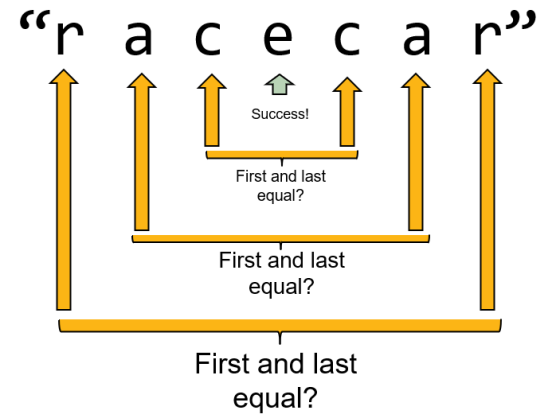 “r a c e c a r”
Success!
First and last
equal?
First and last
equal?
First and last
equal?